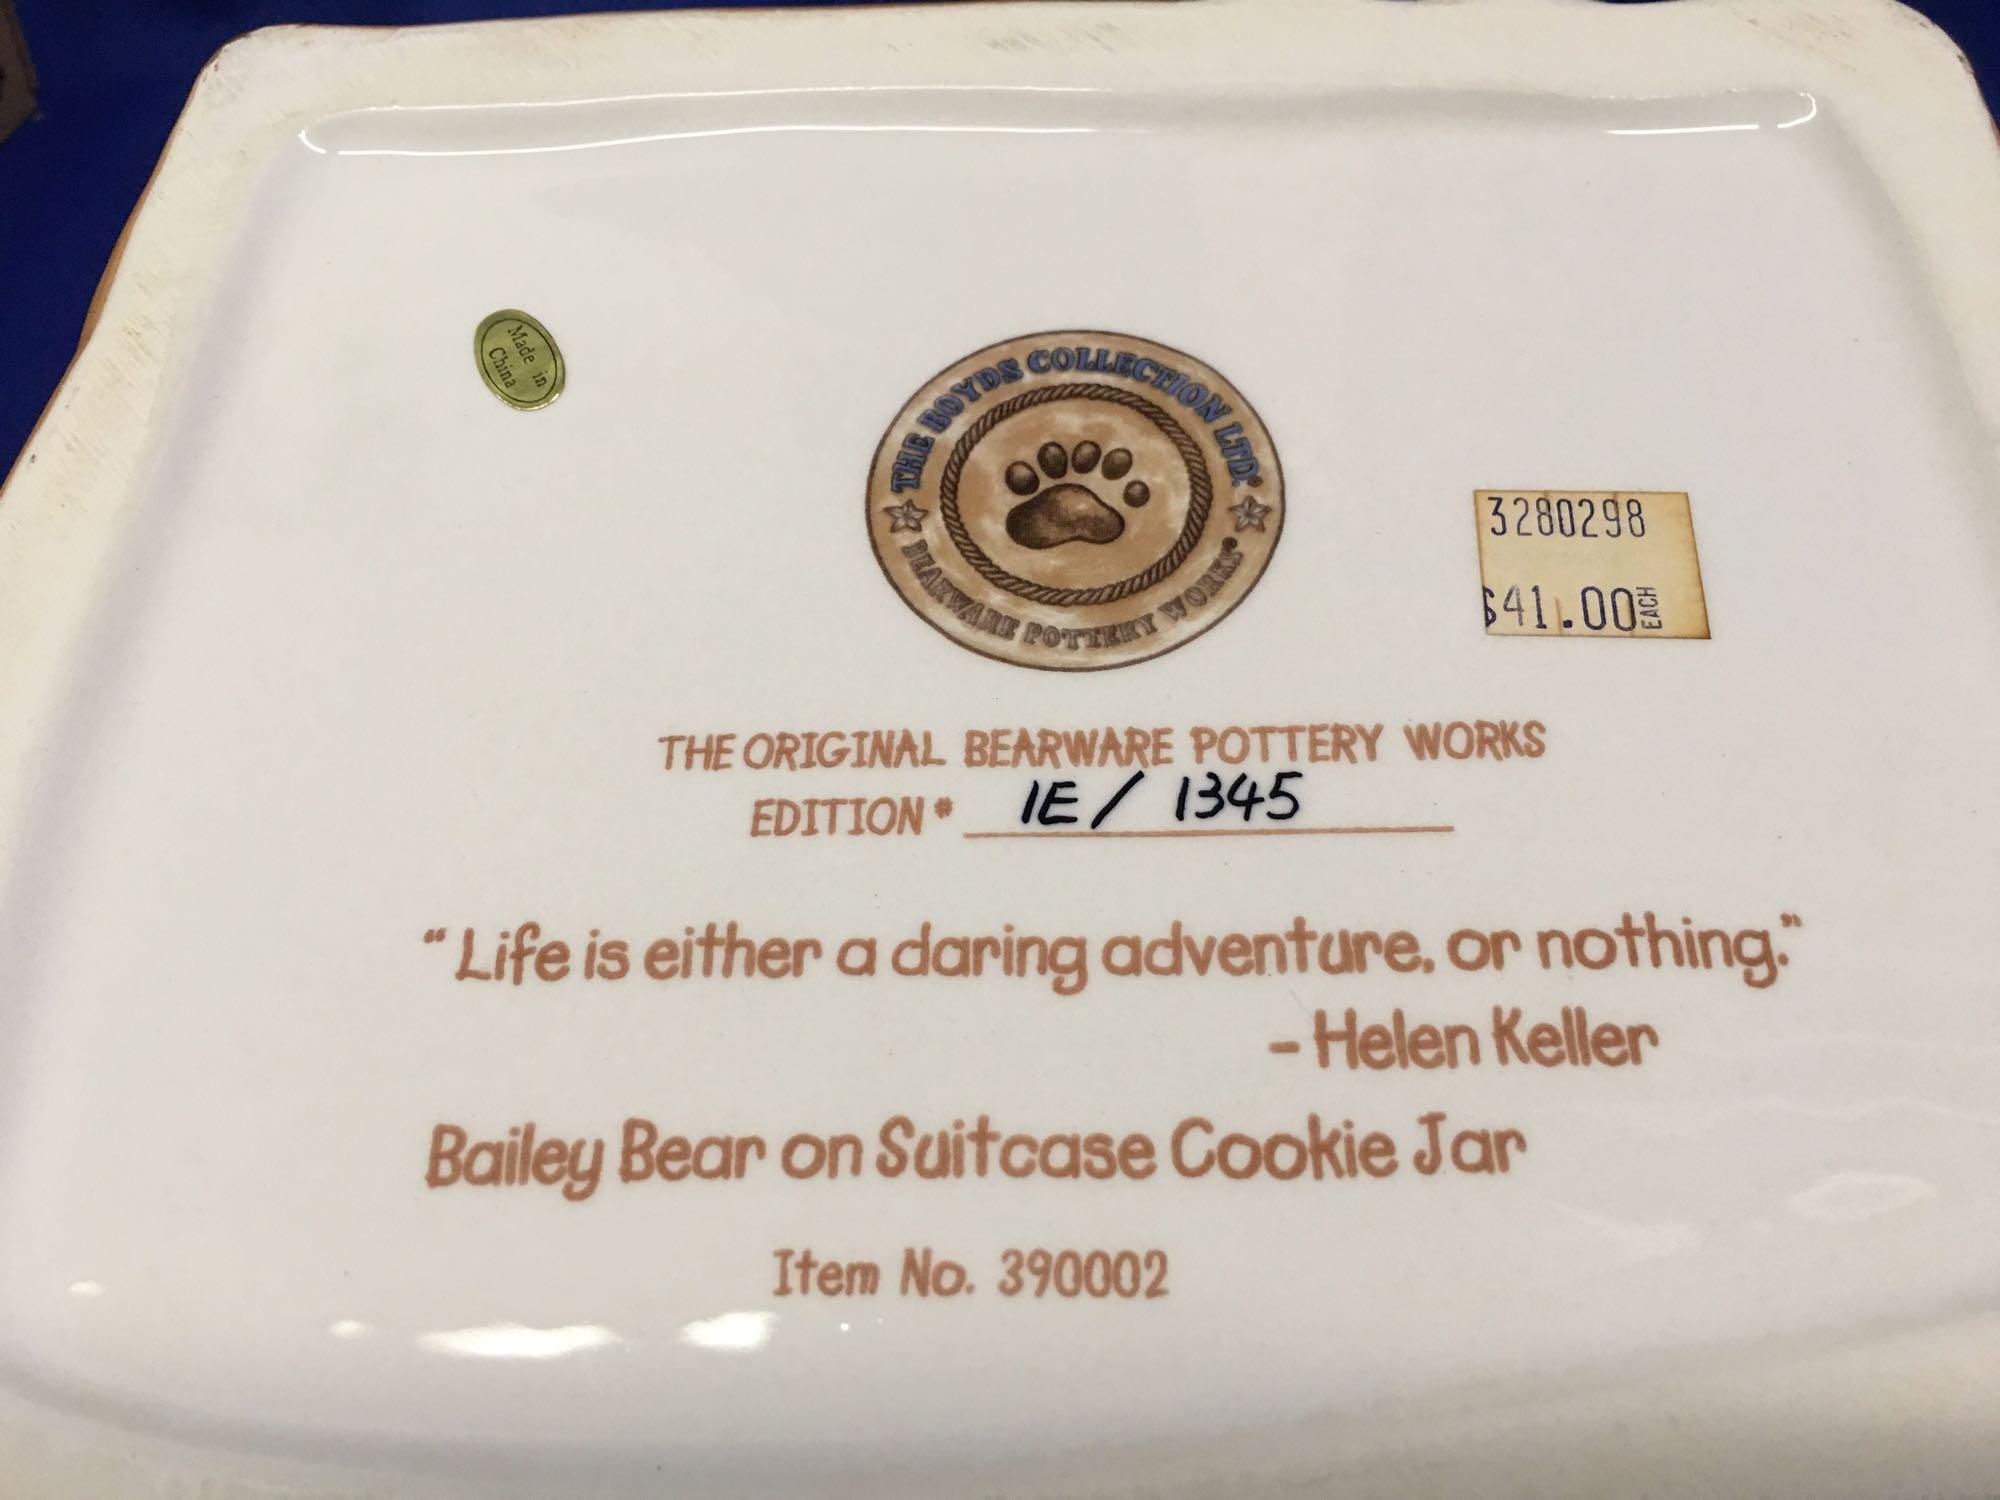 Made in
China
THE BOYDS COLLECTION LTD.®
BEARWARE POTTERY WORKS®
3280298
$41.00 EACH
THE ORIGINAL BEARWARE POTTERY WORKS
EDITION # 1E/ 1345
"Life is either a daring adventure, or nothing."
- Helen Keller
Bailey Bear on Suitcase Cookie Jar
Item No. 390002